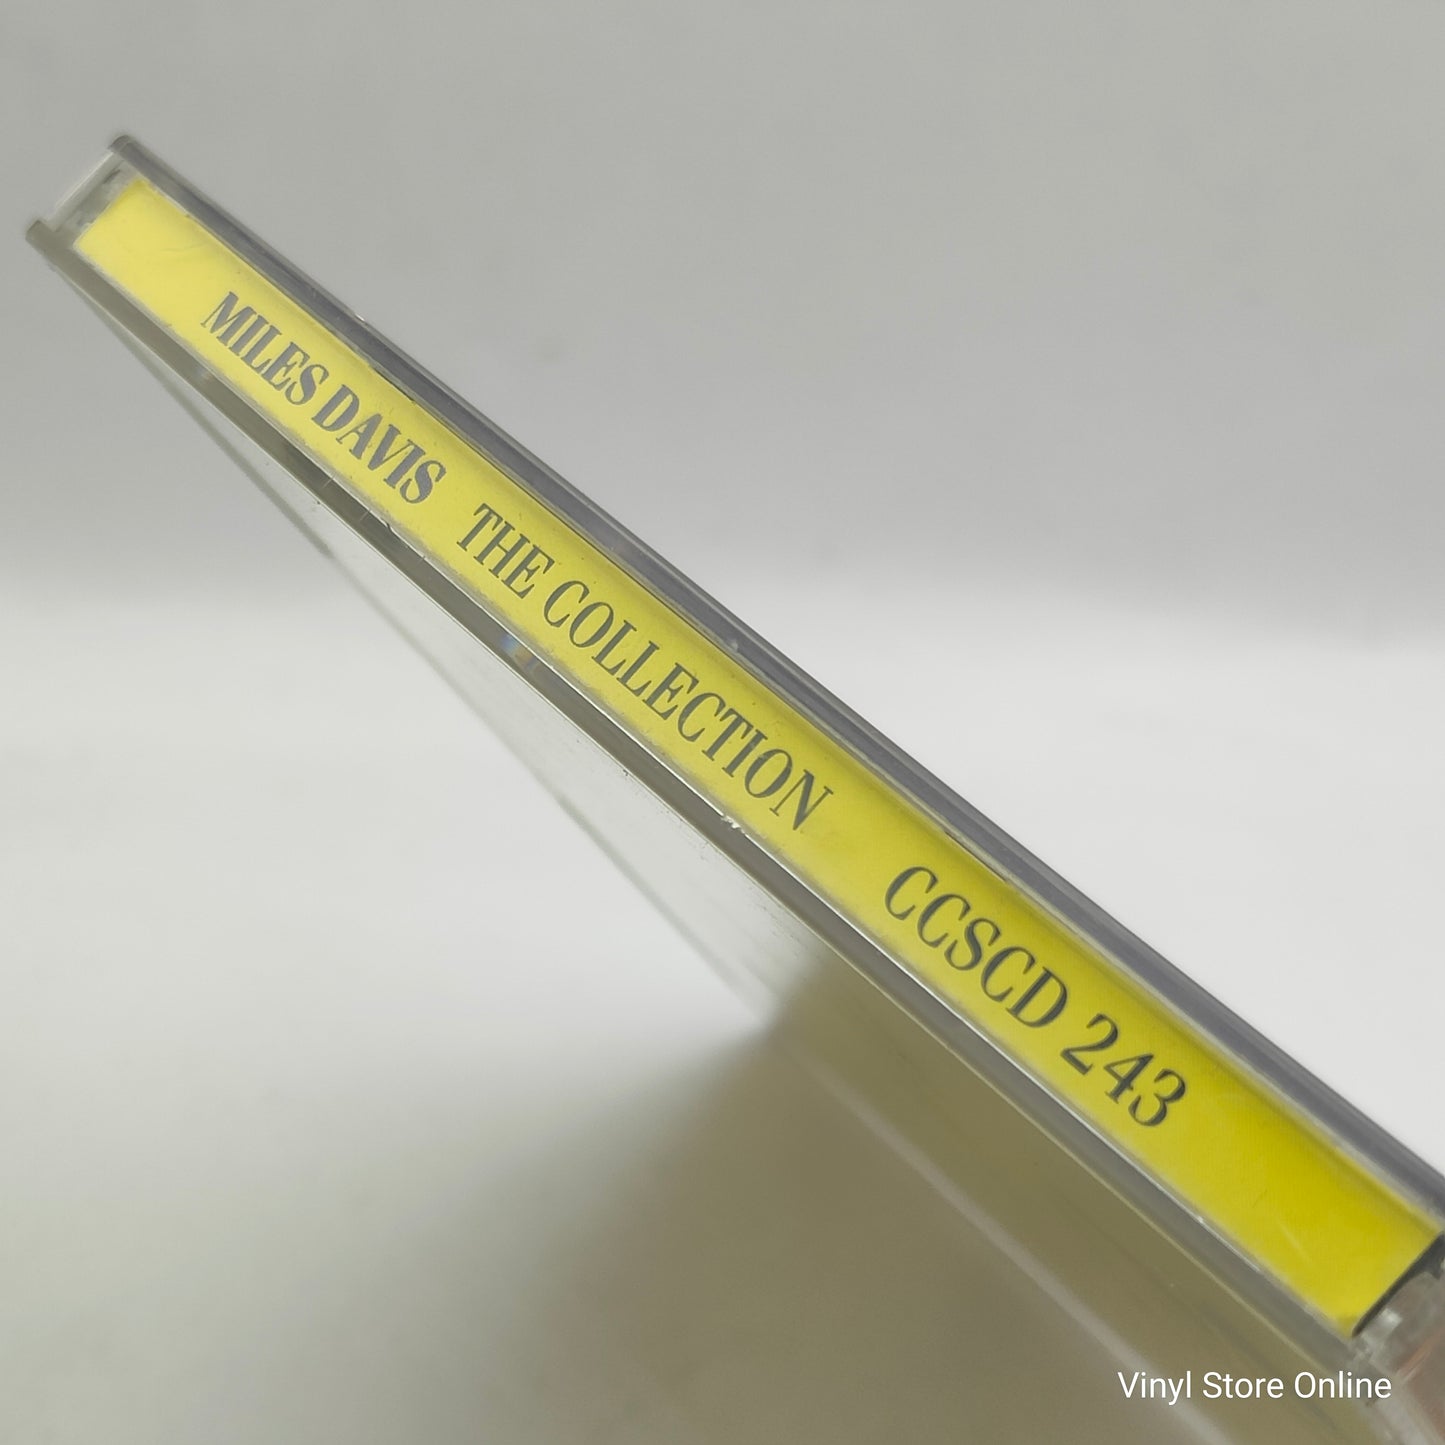 MILES DAVIS THE COLLECTION CCSCD 243
Vinyl Store Online